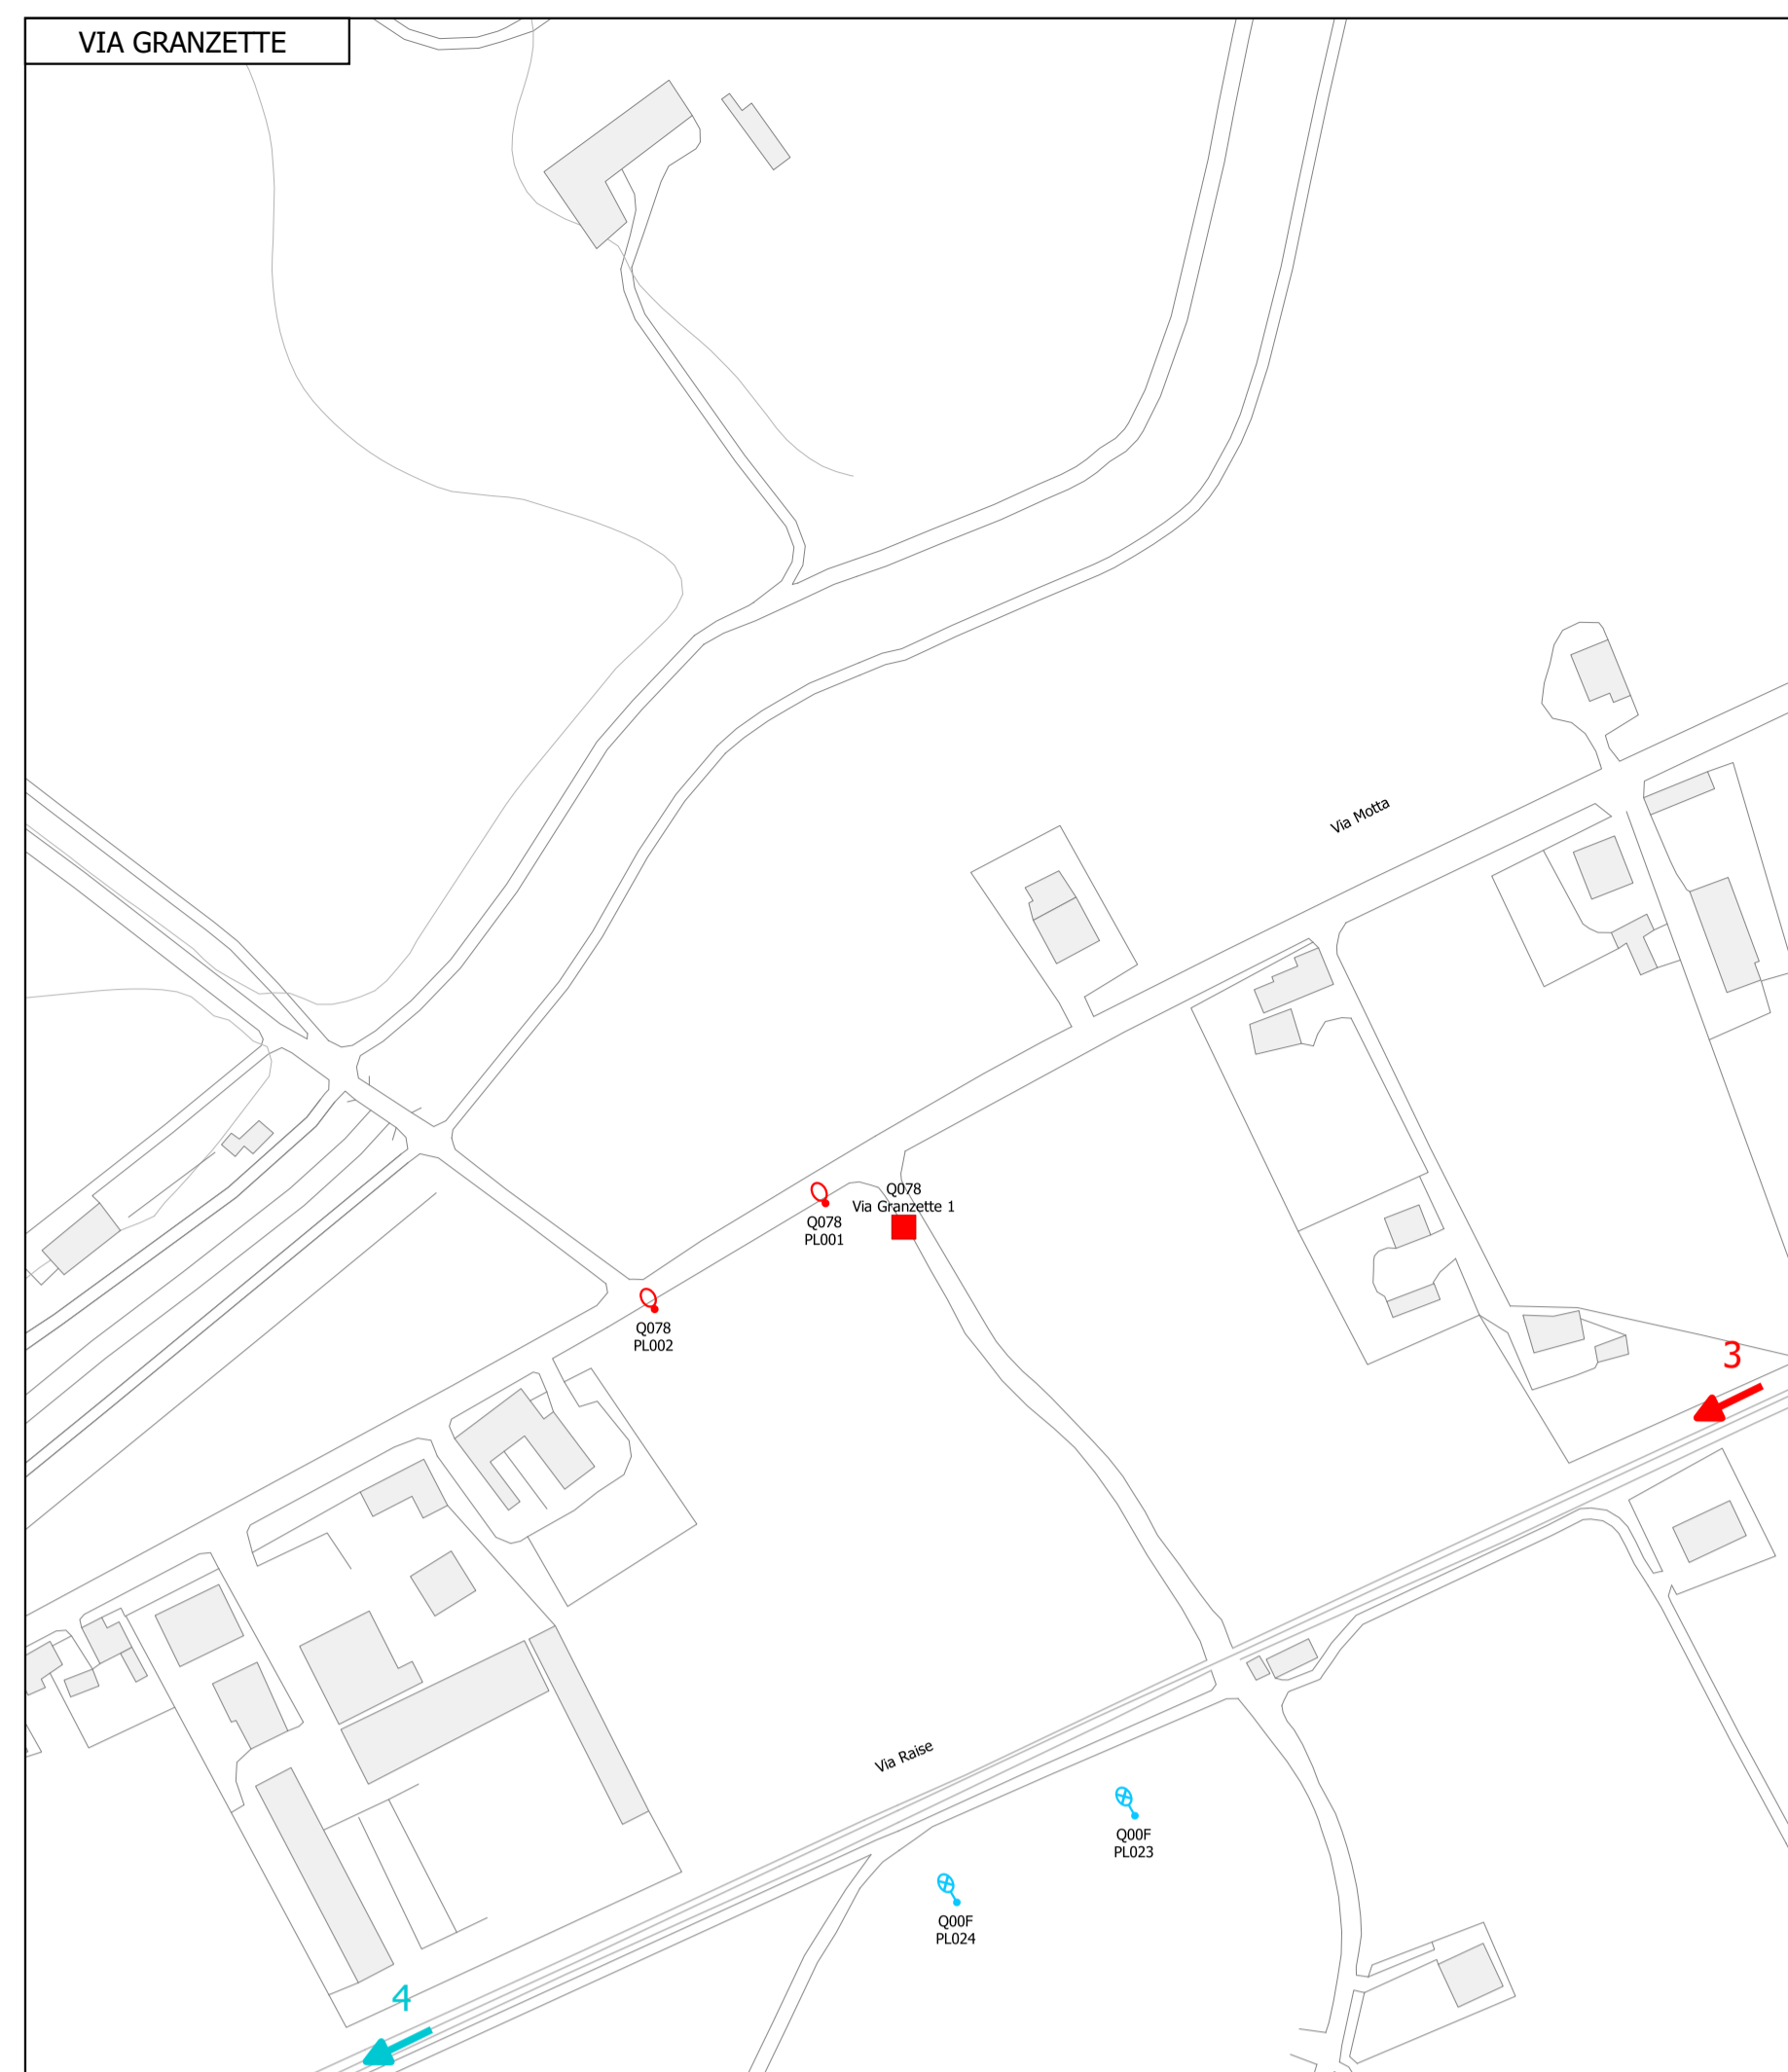 VIA GRANZETTE
Via Motta
Q078
Via Granzette 1
Q078
PL001
Q078
PL002
3
Via Raise
Q00F
PL023
Q00F
PL024
4